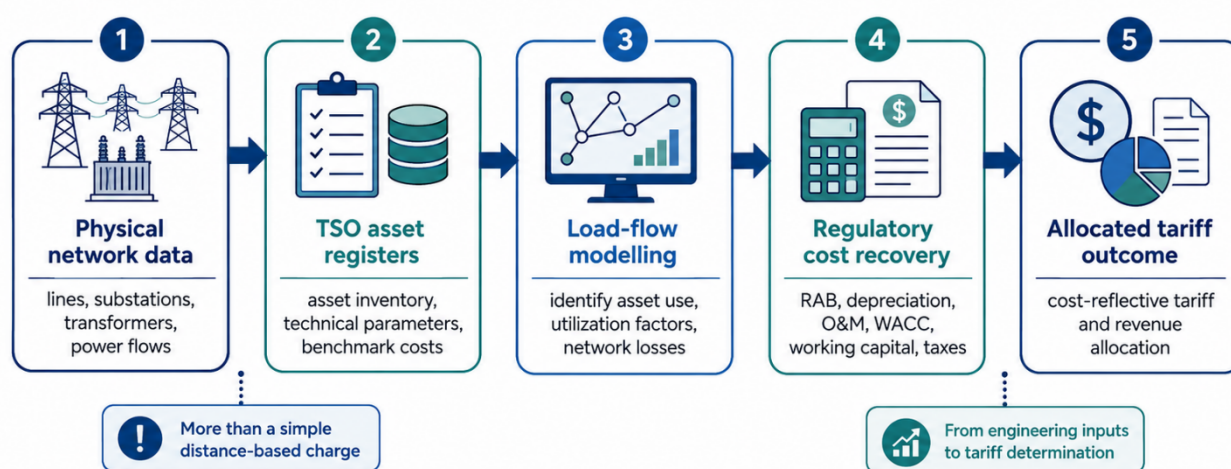 1
2
3
4
5
$
$
Physical
network data
lines, substations,
transformers,
power flows
TSO asset
registers
asset inventory,
technical parameters,
benchmark costs
Load-flow
modelling
identify asset use,
utilization factors,
network losses
Regulatory
cost recovery
RAB, depreciation,
O&M, WACC,
working capital, taxes
Allocated tariff
outcome
cost-reflective tariff
and revenue
allocation
!
More than a simple
distance-based charge
From engineering inputs
to tariff determination